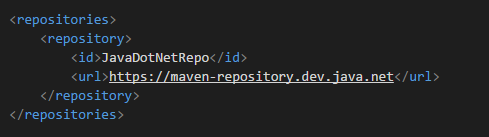 <repositories>
    <repository>
        <id>JavaDotNetRepo</id>
        <url>https://maven-repository.dev.java.net</url>
    </repository>
</repositories>